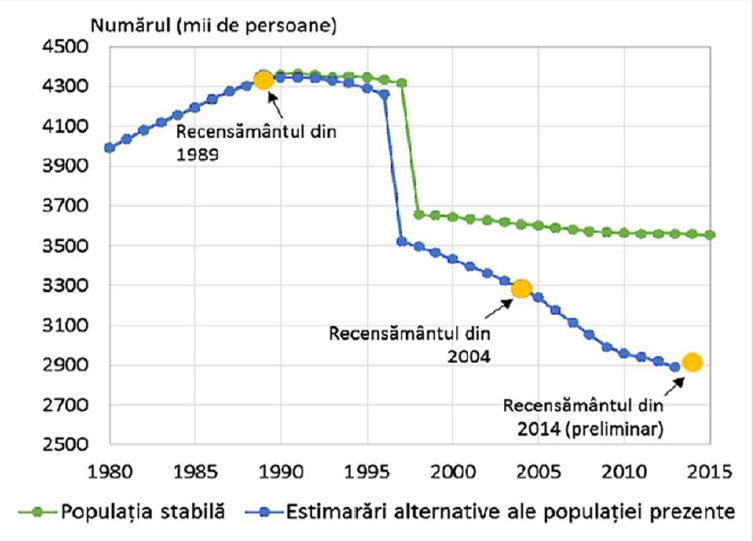 Numărul (mii de persoane)
4500
4300
4100
3900
3700
3500
3300
3100
2900
2700
2500
Recensământul din
1989
Recensământul din
2004
Recensământul din
2014 (preliminar)
1980 1985 1990 1995 2000 2005 2010 2015
Populația stabilă Estimarări alternative ale populației prezente